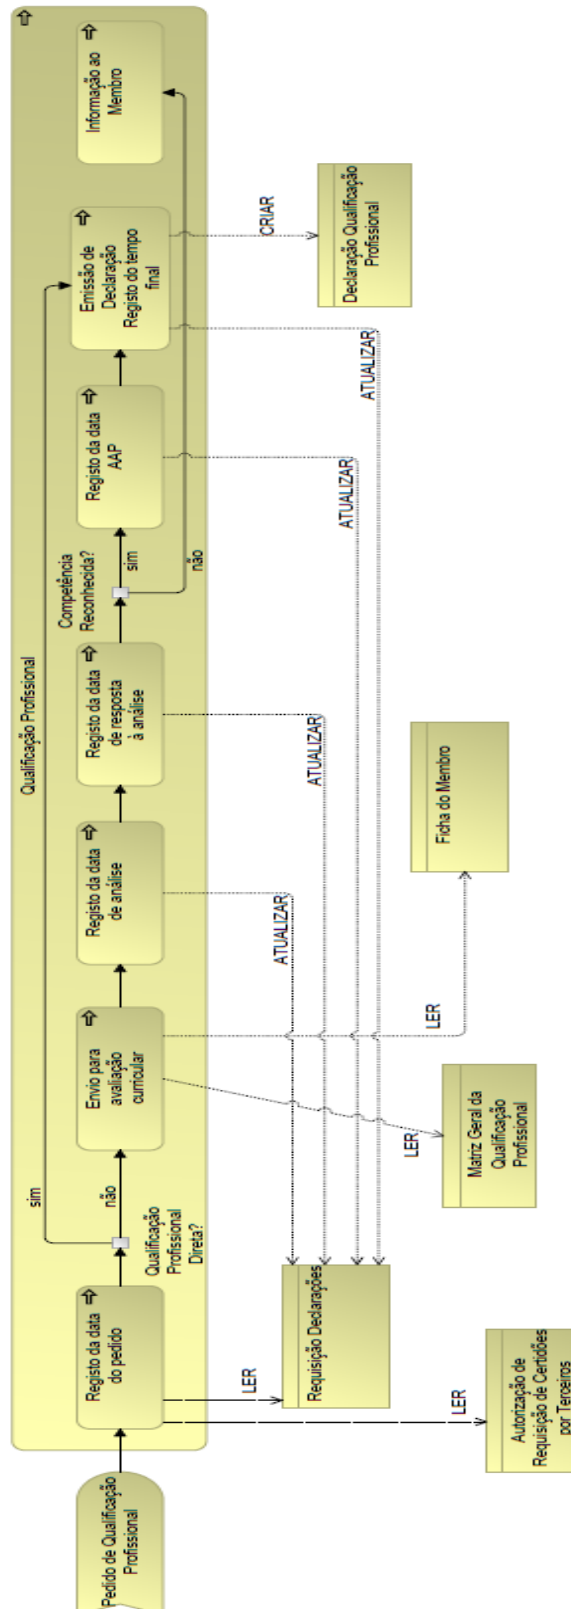 Qualificação Profissional
Pedido de Qualificação
Profissional
Registo da data
do pedido
Qualificação
Profissional
Direta?
sim
não
Envio para
avaliação
curricular
Registo da data
de análise
Registo da data
de resposta
à análise
Competência
Reconhecida?
sim
não
Registo da data
AAP
Emissão de
Declaração
Registo do tempo
final
Informação ao
Membro
LER
LER
LER
LER
ATUALIZAR
ATUALIZAR
ATUALIZAR
ATUALIZAR
CRIAR
Requisição Declarações
Autorização de
Requisição de Certidões
por Terceiros
Matriz Geral da
Qualificação
Profissional
Ficha do Membro
Declaração Qualificação
Profissional